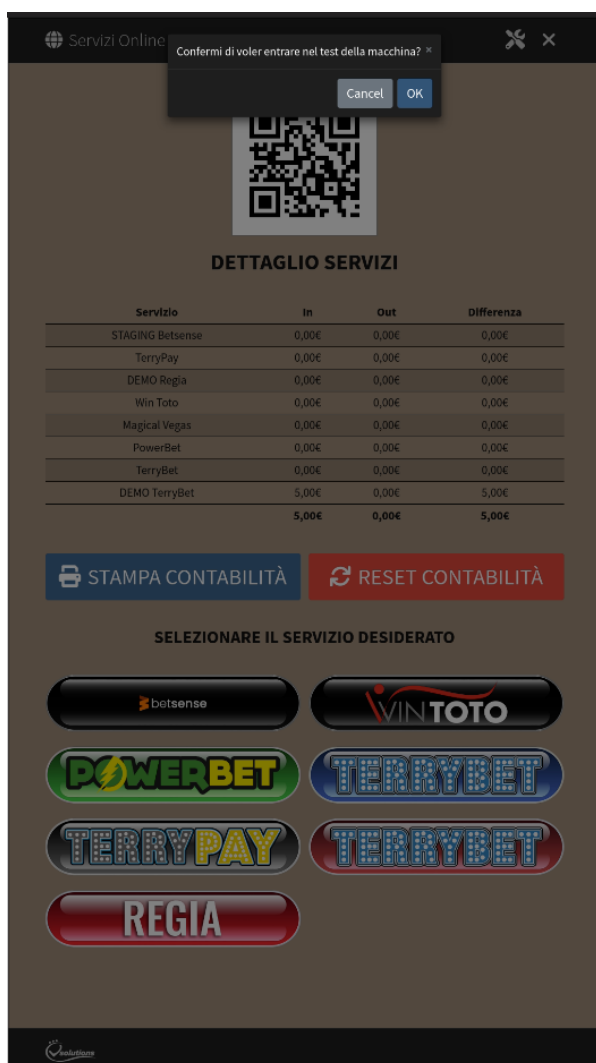 Servizi Online
Confermi di voler entrare nel test della macchina? ×
Cancel OK
DETTAGLIO SERVIZI
Servizio In Out Differenza
STAGING Betsense 0,00€ 0,00€ 0,00€
TerryPay 0,00€ 0,00€ 0,00€
DEMO Regia 0,00€ 0,00€ 0,00€
Win Toto 0,00€ 0,00€ 0,00€
Magical Vegas 0,00€ 0,00€ 0,00€
PowerBet 0,00€ 0,00€ 0,00€
TerryBet 0,00€ 0,00€ 0,00€
DEMO TerryBet 5,00€ 0,00€ 5,00€
5,00€ 0,00€ 5,00€
STAMPA CONTABILITÀ RESET CONTABILITÀ
SELEZIONARE IL SERVIZIO DESIDERATO
betsense WINTOTO
POWERBET TERRYBET
TERRYPAY TERRYBET
REGIA